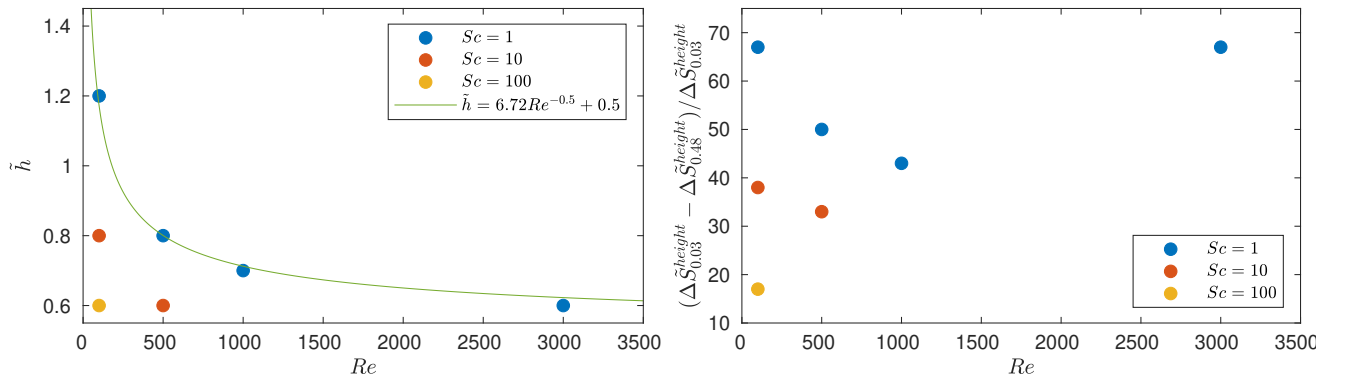 1.4
1.2
1
0.8
0.6
h̃
0 500 1000 1500 2000 2500 3000 3500
Re
Sc = 1
Sc = 10
Sc = 100
h̃ = 6.72Re^{-0.5} + 0.5
70
60
50
40
30
20
10
(ΔS̃^{height}_{0.03} − ΔS̃^{height}_{0.48})/ΔS̃^{height}_{0.03}
0 500 1000 1500 2000 2500 3000 3500
Re
Sc = 1
Sc = 10
Sc = 100